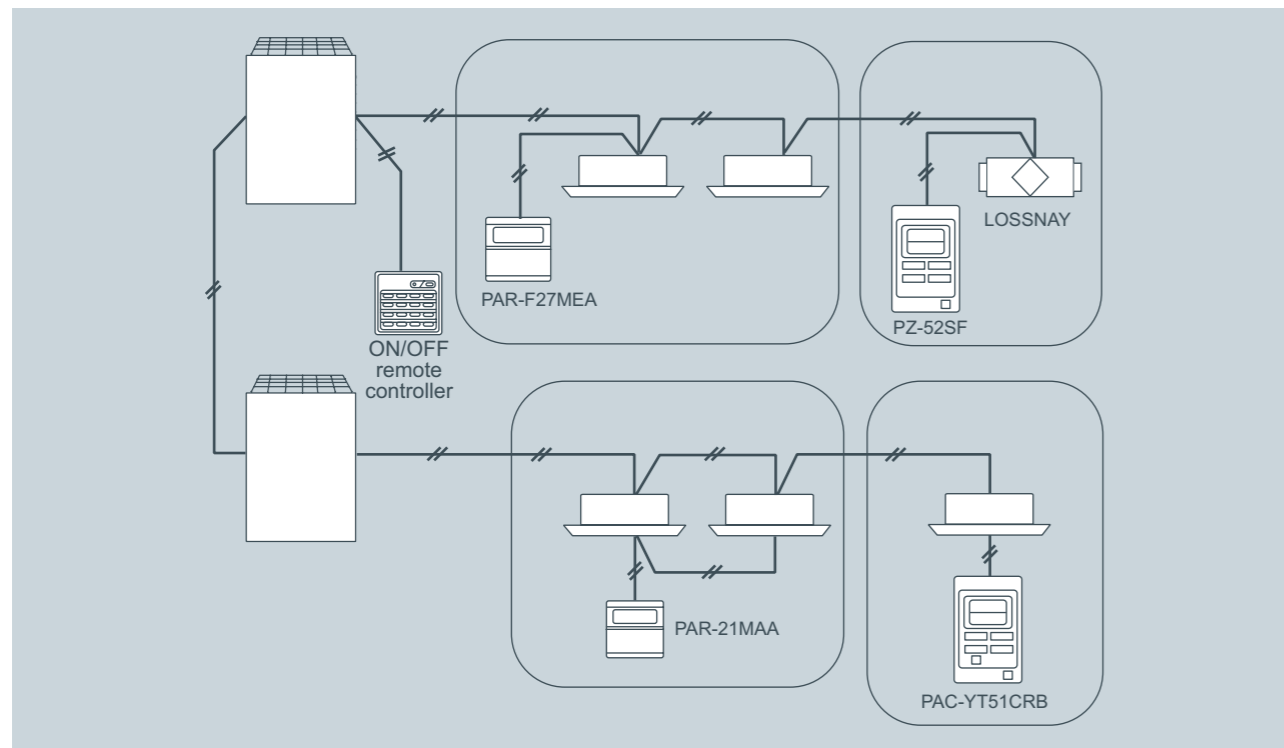 LOSSNAY
PAR-F27MEA
PZ-52SF
ON/OFF
remote
controller
PAR-21MAA
PAC-YT51CRB